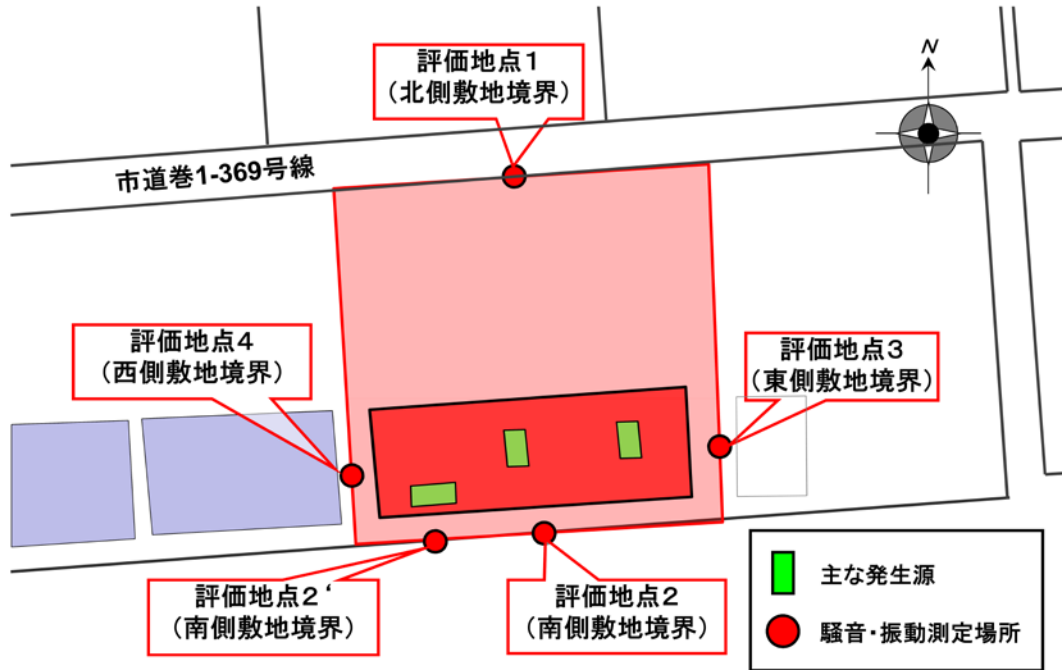 評価地点1
(北側敷地境界)
N
市道巻1-369号線
評価地点4
(西側敷地境界)
評価地点3
(東側敷地境界)
評価地点2‘
(南側敷地境界)
評価地点2
(南側敷地境界)
主な発生源
騒音・振動測定場所